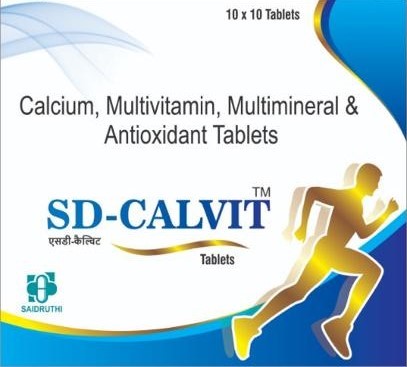 10 x 10 Tablets
Calcium, Multivitamin, Multimineral &
Antioxidant Tablets
SD-CALVIT™
एसडी-कैल्विट
Tablets
SAIDRUTHI